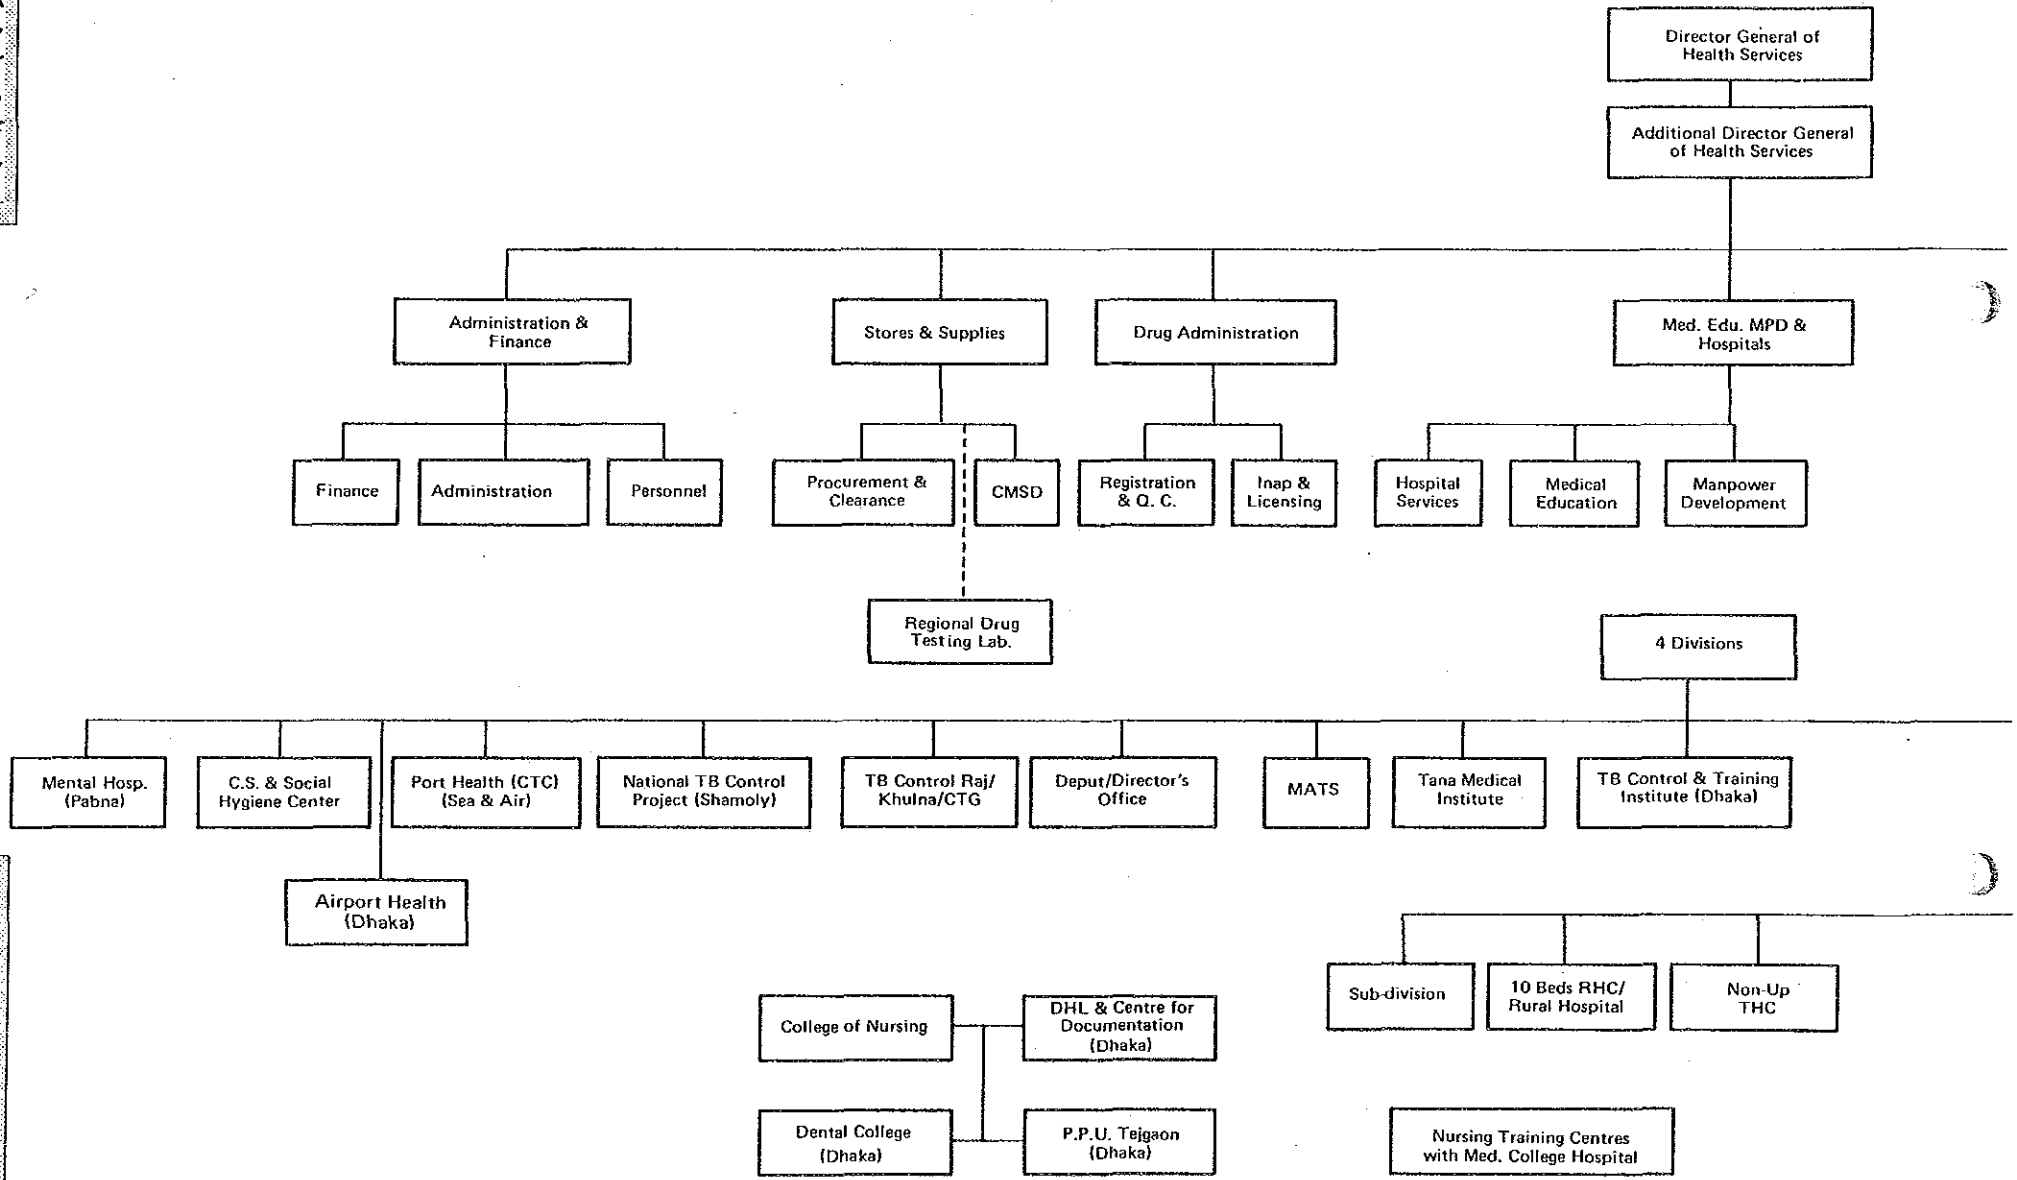 Director General of
Health Services
Additional Director General
of Health Services
Administration &
Finance
Stores & Supplies
Drug Administration
Med. Edu. MPD &
Hospitals
Finance
Administration
Personnel
Procurement &
Clearance
CMSD
Registration
& Q. C.
Inap &
Licensing
Hospital
Services
Medical
Education
Manpower
Development
Regional Drug
Testing Lab.
4 Divisions
Mental Hosp.
(Pabna)
C.S. & Social
Hygiene Center
Port Health (CTC)
(Sea & Air)
National TB Control
Project (Shamoly)
TB Control Raj/
Khulna/CTG
Deput/Director's
Office
MATS
Tana Medical
Institute
TB Control & Training
Institute (Dhaka)
Airport Health
(Dhaka)
Sub-division
10 Beds RHC/
Rural Hospital
Non-Up
THC
College of Nursing
DHL & Centre for
Documentation
(Dhaka)
Dental College
(Dhaka)
P.P.U. Tejgaon
(Dhaka)
Nursing Training Centres
with Med. College Hospital